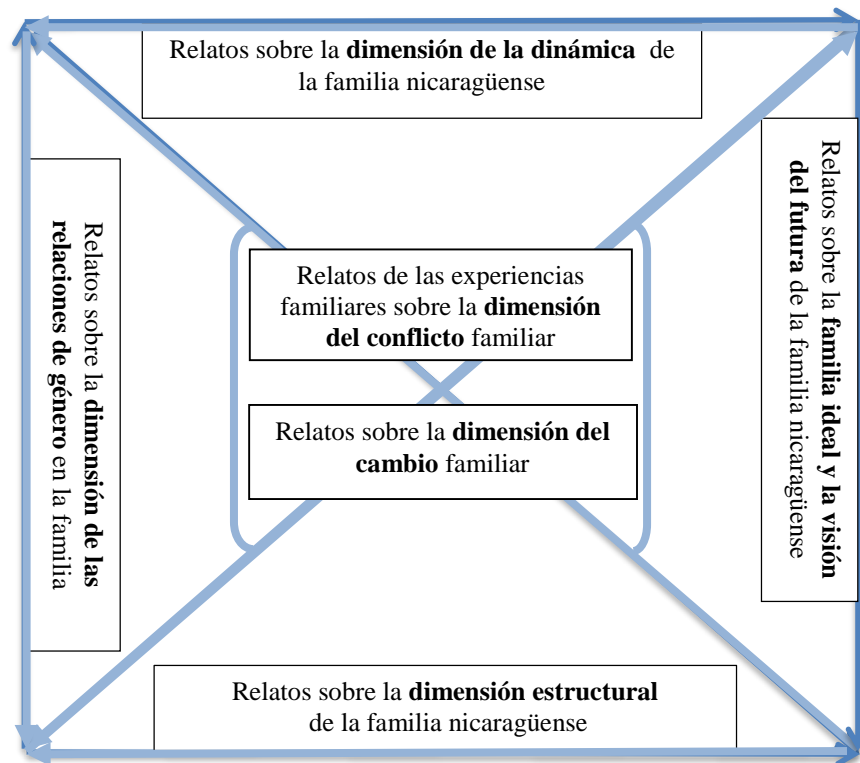 Relatos sobre la dimensión de la dinámica de
la familia nicaragüense
Relatos sobre la dimensión de las
relaciones de género en la familia
Relatos de las experiencias
familiares sobre la dimensión
del conflicto familiar
Relatos sobre la dimensión del
cambio familiar
Relatos sobre la familia ideal y la visión
del futura de la familia nicaragüense
Relatos sobre la dimensión estructural
de la familia nicaragüense